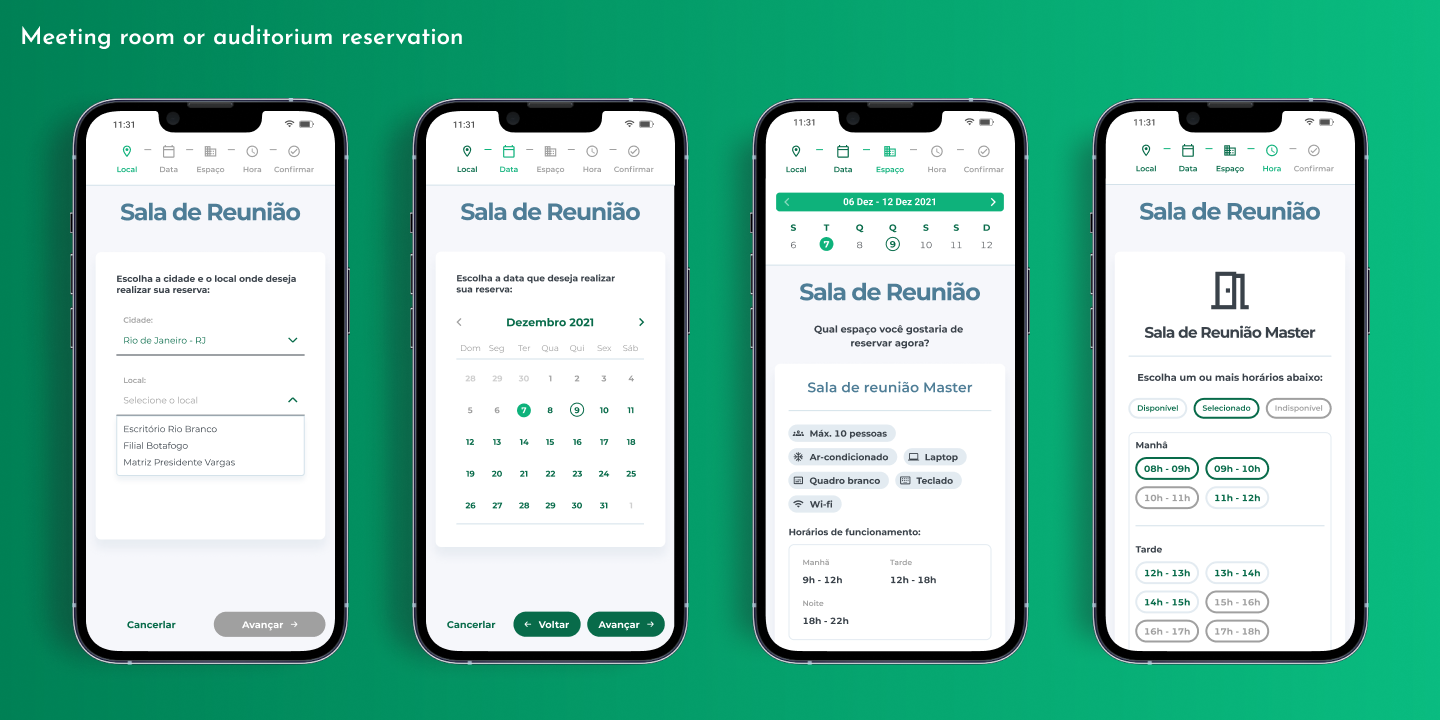 Meeting room or auditorium reservation
11:31
Local Data Espaço Hora Confirmar
Sala de Reunião
Escolha a cidade e o local onde deseja
realizar sua reserva:
Cidade:
Rio de Janeiro - RJ
Local:
Selecione o local
Escritório Rio Branco
Filial Botafogo
Matriz Presidente Vargas
Cancelar Avançar →
11:31
Local Data Espaço Hora Confirmar
Sala de Reunião
Escolha a data que deseja realizar
sua reserva:
Dezembro 2021
Dom Seg Ter Qua Qui Sex Sáb
28 29 30 1 2 3 4
5 6 7 8 9 10 11
12 13 14 15 16 17 18
19 20 21 22 23 24 25
26 27 28 29 30 31 1
Cancerlar ← Voltar Avançar →
11:31
Local Data Espaço Hora Confirmar
06 Dez - 12 Dez 2021
S T Q Q S S D
6 7 8 9 10 11 12
Sala de Reunião
Qual espaço você gostaria de
reservar agora?
Sala de reunião Master
Máx. 10 pessoas
Ar-condicionado Laptop
Quadro branco Teclado
Wi-fi
Horários de funcionamento:
Manhã Tarde
9h - 12h 12h - 18h
Noite
18h - 22h
11:31
Local Data Espaço Hora Confirmar
Sala de Reunião
Sala de Reunião Master
Escolha um ou mais horários abaixo:
Disponível Selecionado Indisponível
Manhã
08h - 09h 09h - 10h
10h - 11h 11h - 12h
Tarde
12h - 13h 13h - 14h
14h - 15h 15h - 16h
16h - 17h 17h - 18h